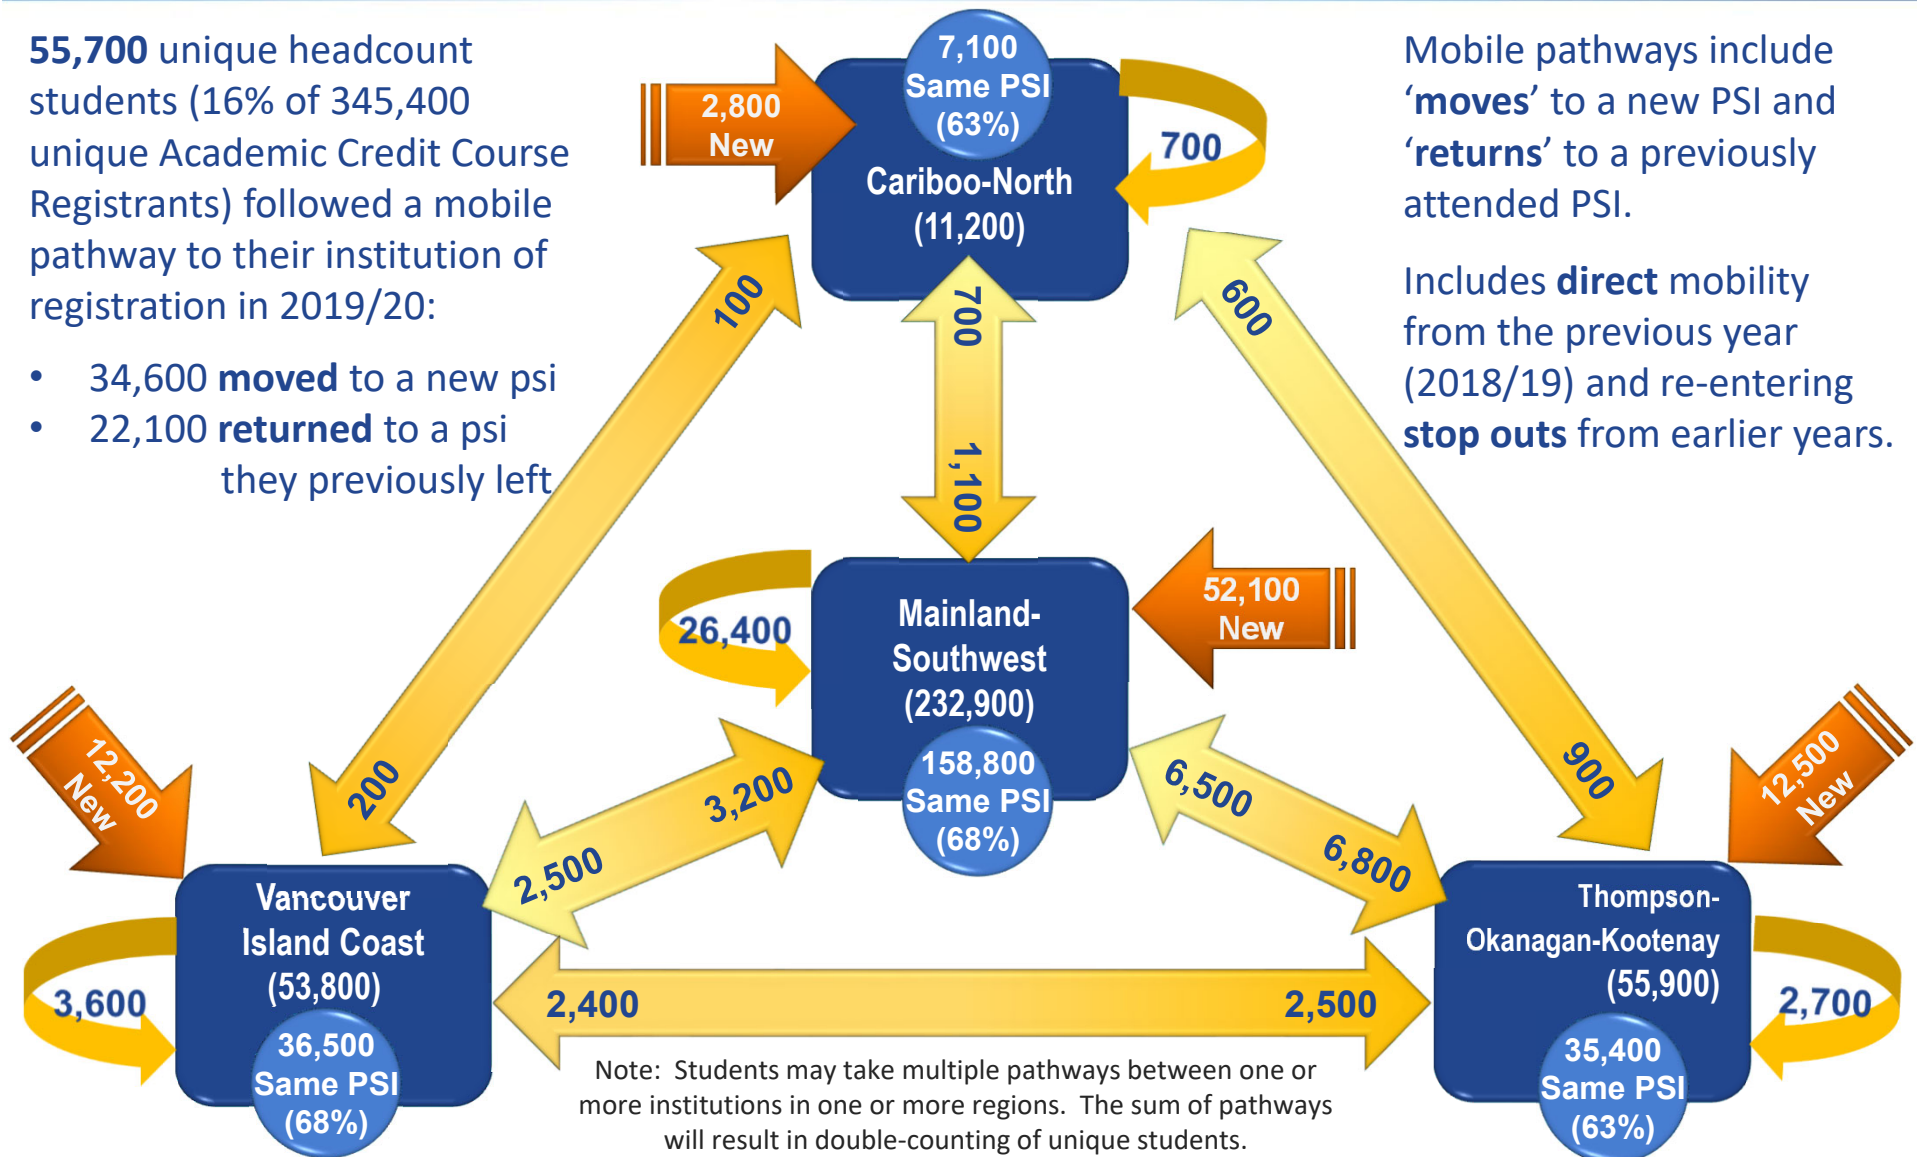 55,700 unique headcount
students (16% of 345,400
unique Academic Credit Course
Registrants) followed a mobile
pathway to their institution of
registration in 2019/20:
• 34,600 moved to a new psi
• 22,100 returned to a psi
they previously left
Mobile pathways include
‘moves’ to a new PSI and
‘returns’ to a previously
attended PSI.
Includes direct mobility
from the previous year
(2018/19) and re-entering
stop outs from earlier years.
2,800
New
7,100
Same PSI
(63%)
Cariboo-North
(11,200)
700
100
200
700
1,100
600
900
26,400
Mainland-
Southwest
(232,900)
158,800
Same PSI
(68%)
52,100
New
12,200
New
2,500
3,200
6,500
6,800
12,500
New
Vancouver
Island Coast
(53,800)
36,500
Same PSI
(68%)
3,600
2,400
2,500
Thompson-
Okanagan-Kootenay
(55,900)
35,400
Same PSI
(63%)
2,700
Note: Students may take multiple pathways between one or
more institutions in one or more regions. The sum of pathways
will result in double-counting of unique students.